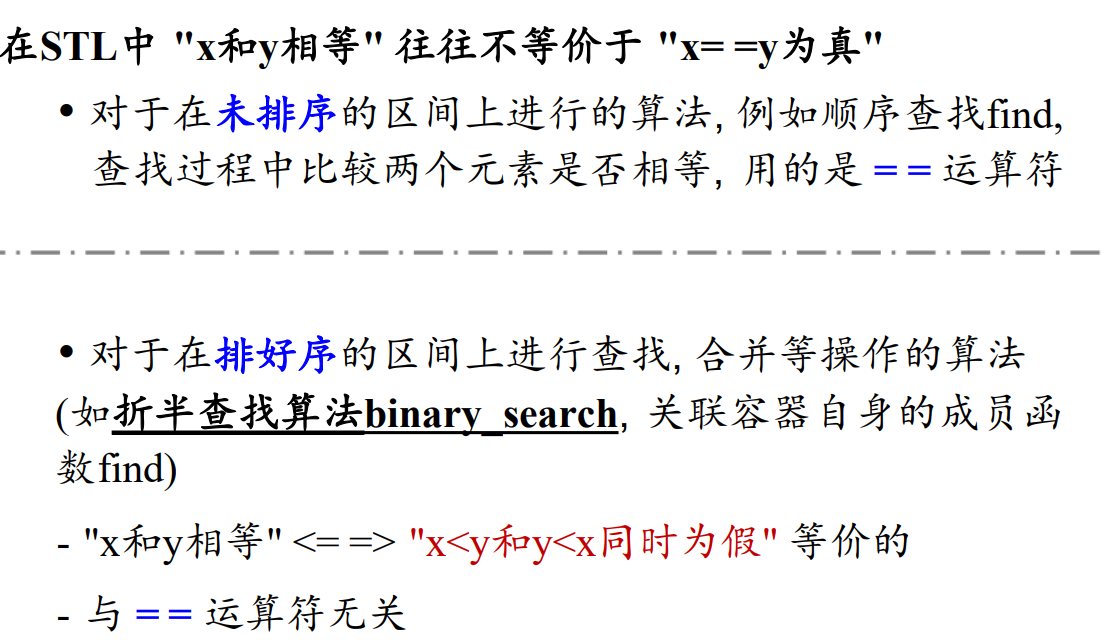 在STL中 "x和y相等" 往往不等价于 "x= =y为真"
• 对于在未排序的区间上进行的算法, 例如顺序查找find,
查找过程中比较两个元素是否相等, 用的是 = = 运算符
• 对于在排好序的区间上进行查找, 合并等操作的算法
(如折半查找算法binary_search, 关联容器自身的成员函
数find)
- "x和y相等" <= => "x<y和y<x同时为假" 等价的
- 与 = = 运算符无关